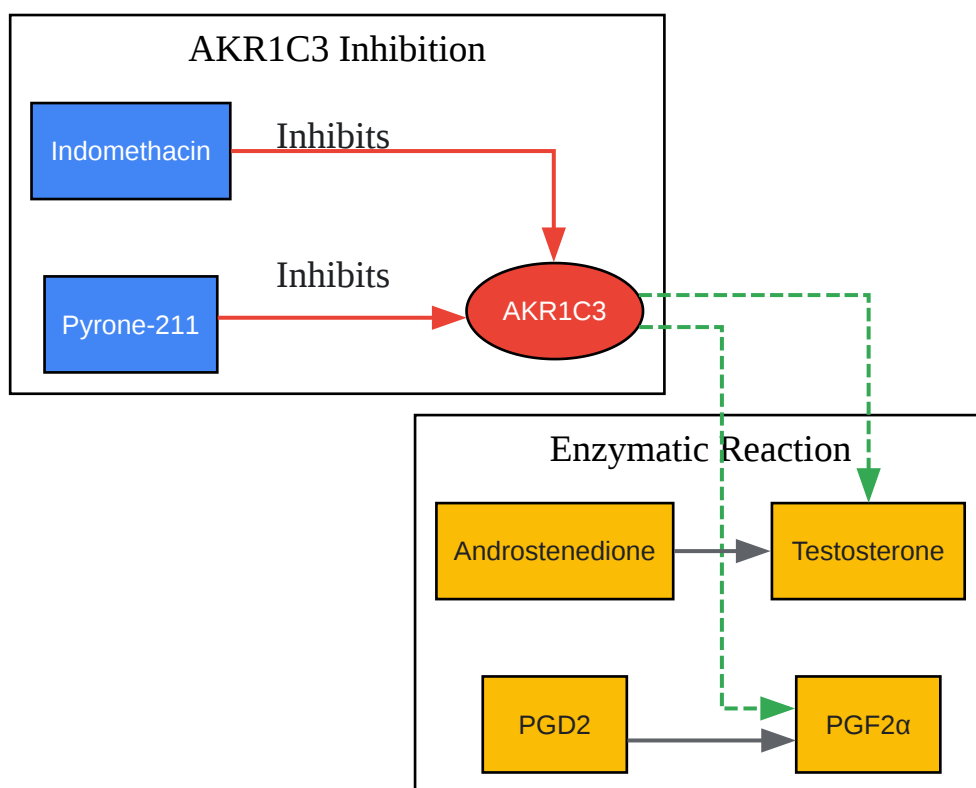 AKR1C3 Inhibition
Indomethacin
Inhibits
Inhibits
Pyrone-211
AKR1C3
Enzymatic Reaction
Androstenedione
Testosterone
PGD2
PGF2α